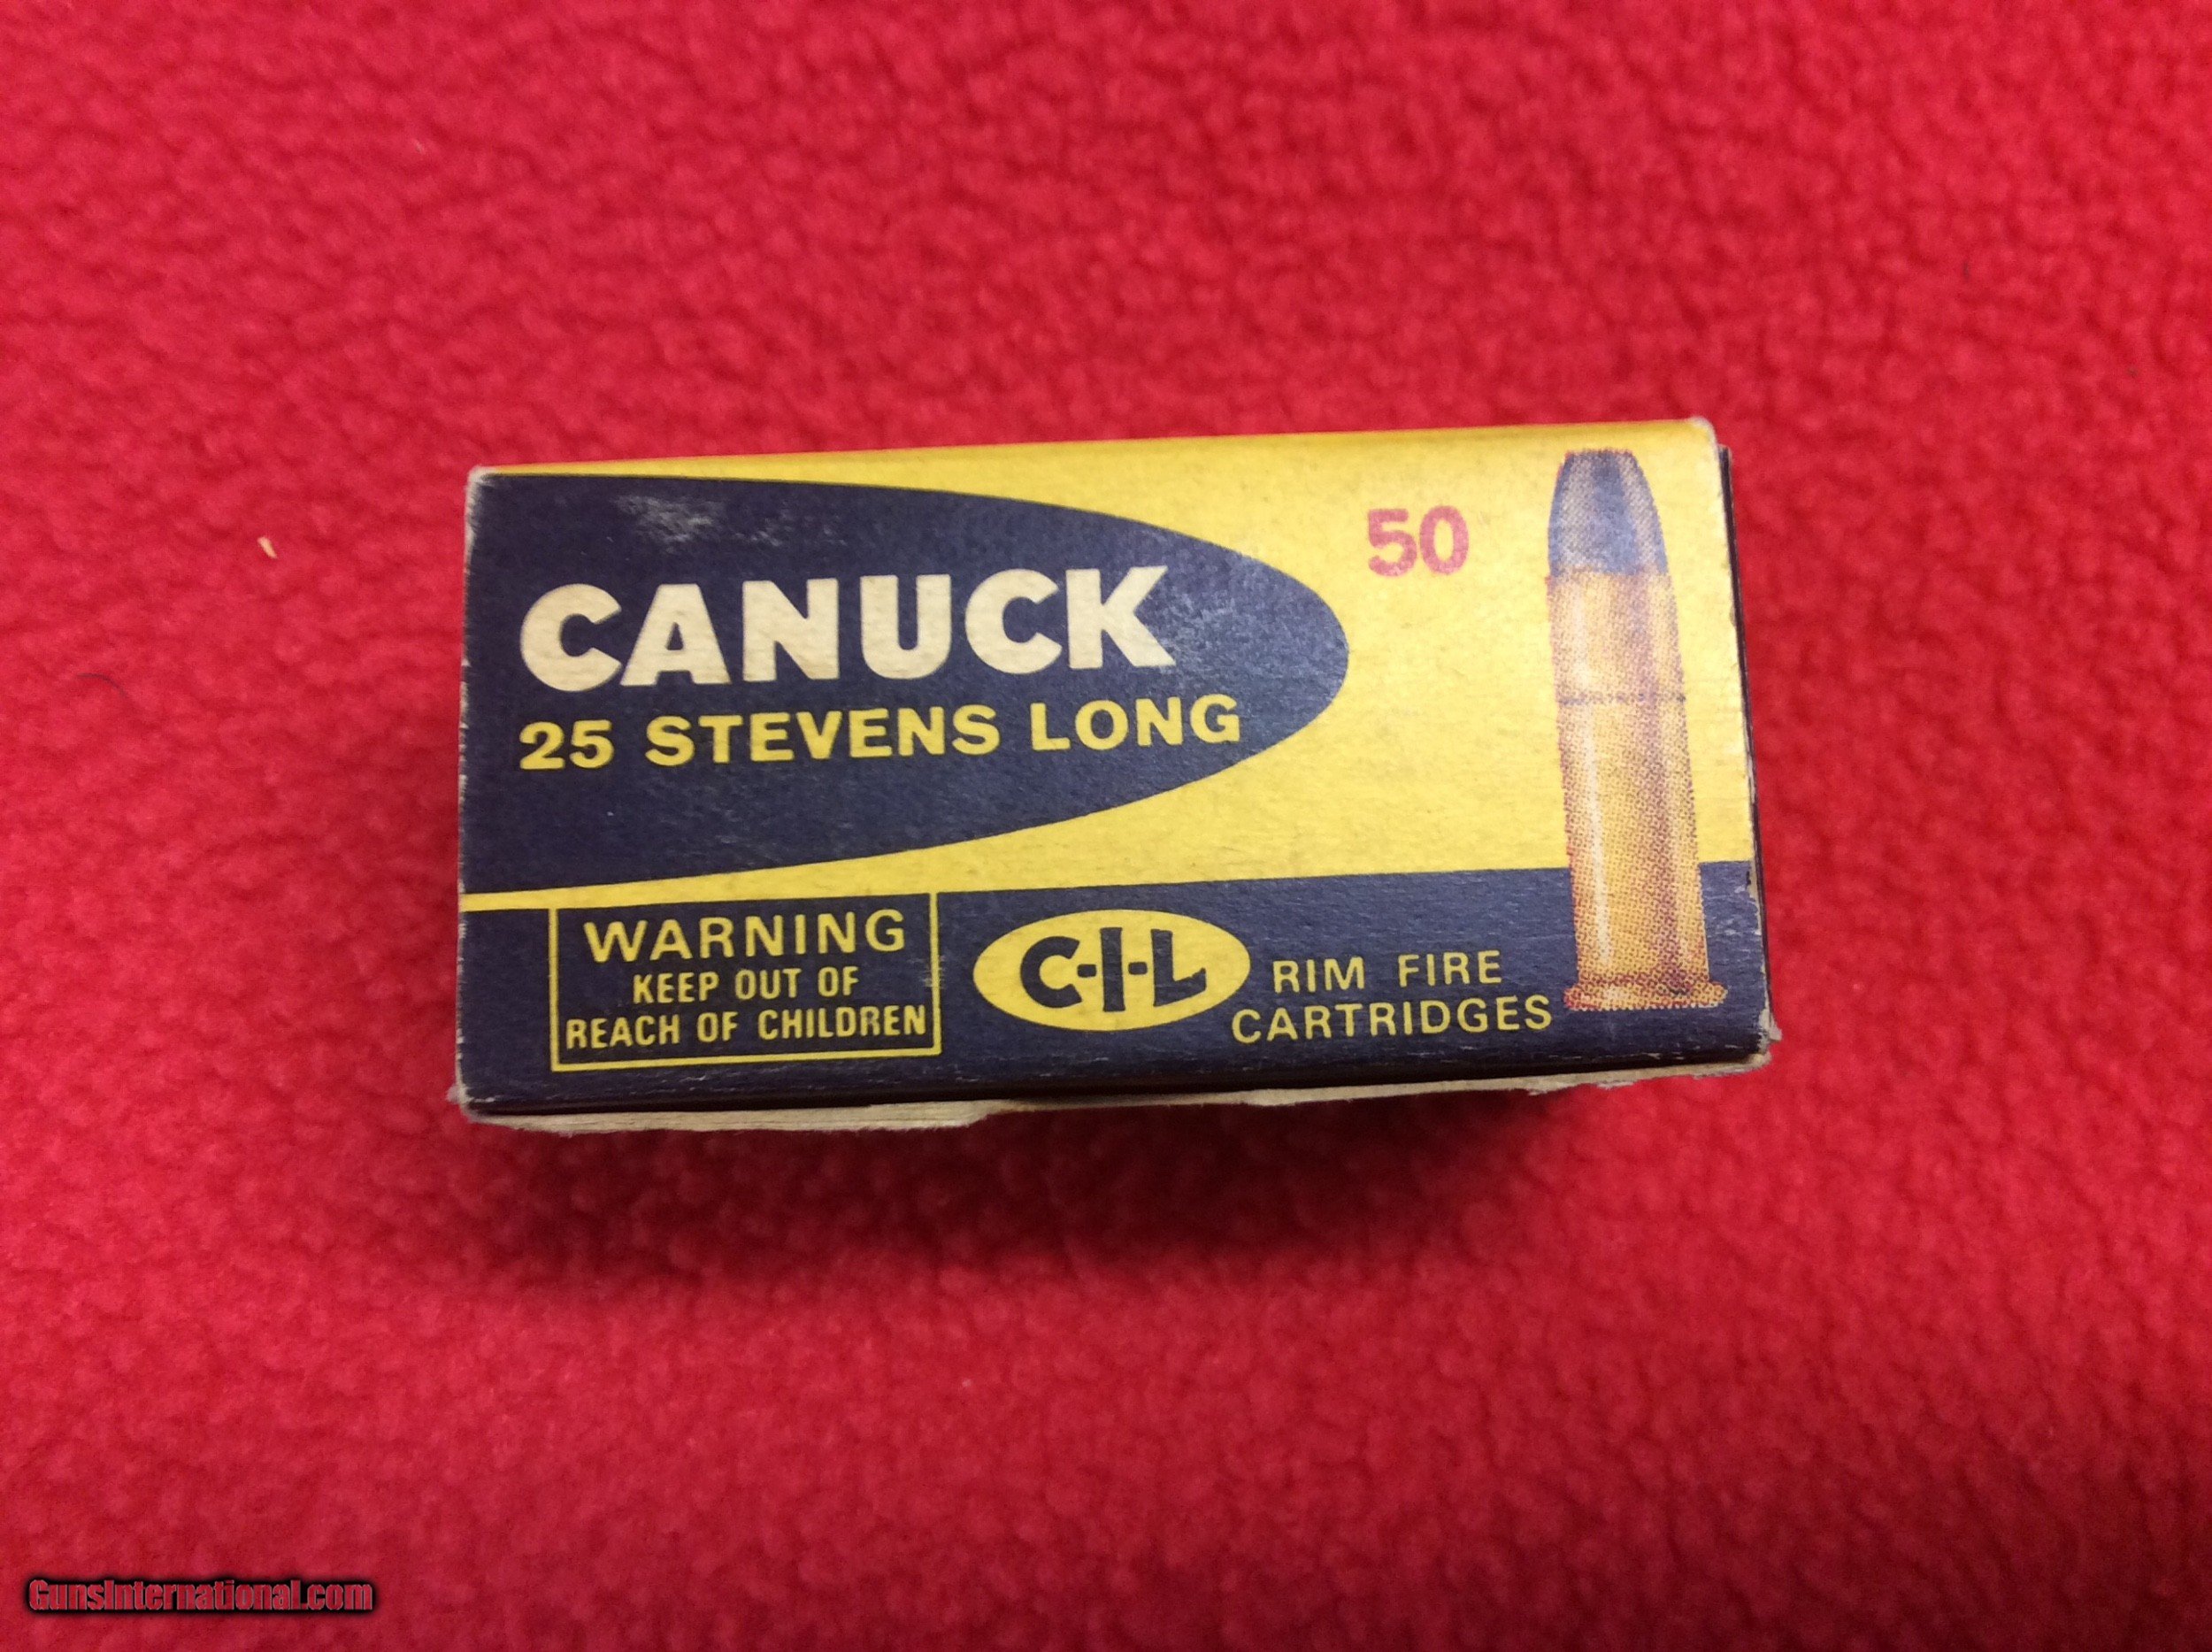 50
CANUCK
25 STEVENS LONG
WARNING
KEEP OUT OF
REACH OF CHILDREN
C-I-L
RIM FIRE
CARTRIDGES
GunsInternational.com